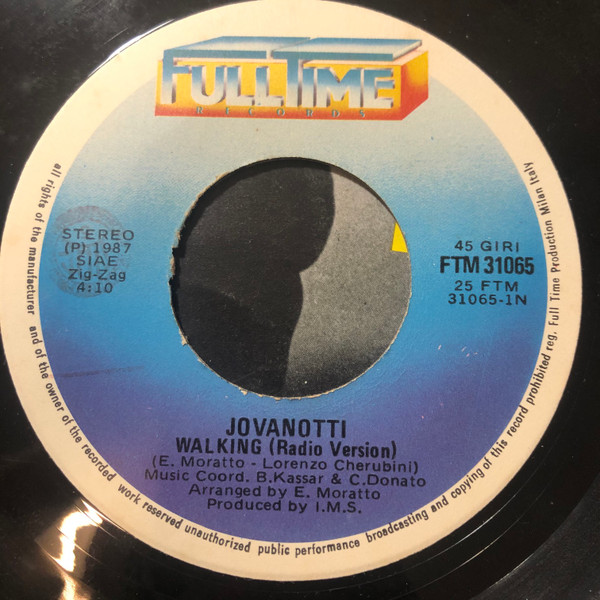 FULLTIME
RECORDS
STEREO
(P) 1987
SIAE
Zig-Zag
4:10
45 GIRI
FTM 31065
25 FTM
31065-1N
JOVANOTTI
WALKING (Radio Version)
(E. Moratto - Lorenzo Cherubini)
Music Coord. B.Kassar & C.Donato
Arranged by E. Moratto
Produced by I.M.S.
all rights of the manufacturer and of the owner of the recorded work reserved unauthorized public performance broadcasting and copying of this record prohibited reg. Full Time Production Milan Italy